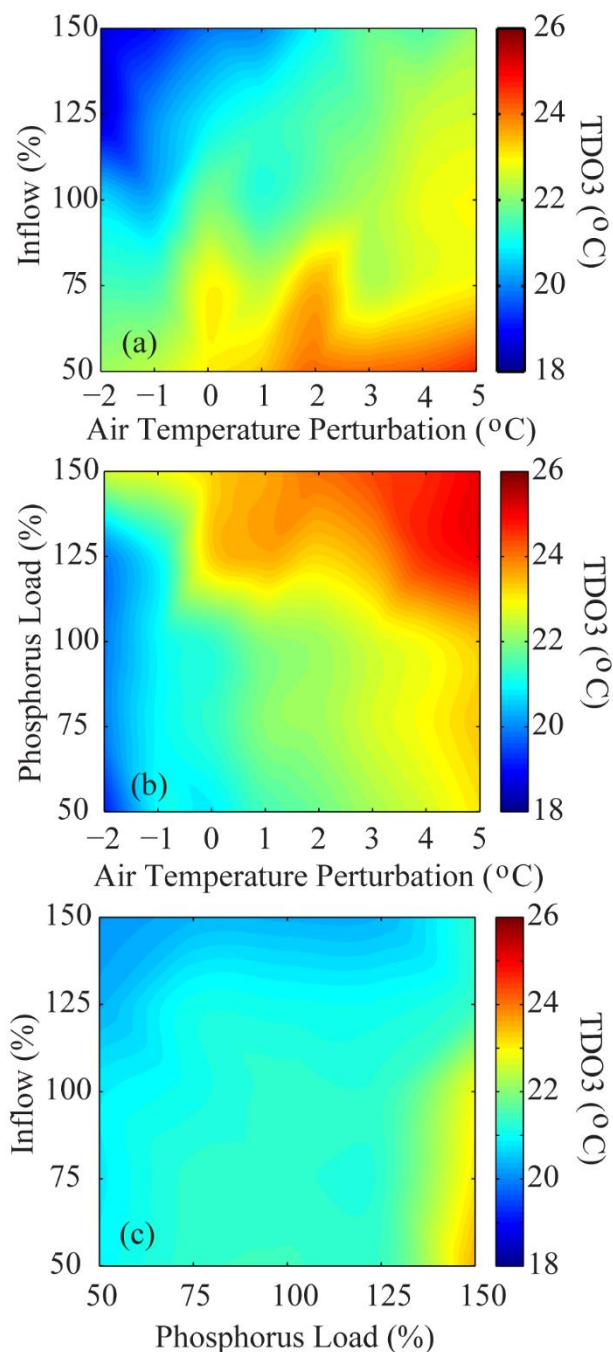 150
125
100
75
50
Inflow (%)
(a)
−2 −1 0 1 2 3 4 5
Air Temperature Perturbation (°C)
26
24
22
20
18
TDO3 (°C)
150
125
100
75
50
Phosphorus Load (%)
(b)
−2 −1 0 1 2 3 4 5
Air Temperature Perturbation (°C)
26
24
22
20
18
TDO3 (°C)
150
125
100
75
50
Inflow (%)
(c)
50 75 100 125 150
Phosphorus Load (%)
26
24
22
20
18
TDO3 (°C)